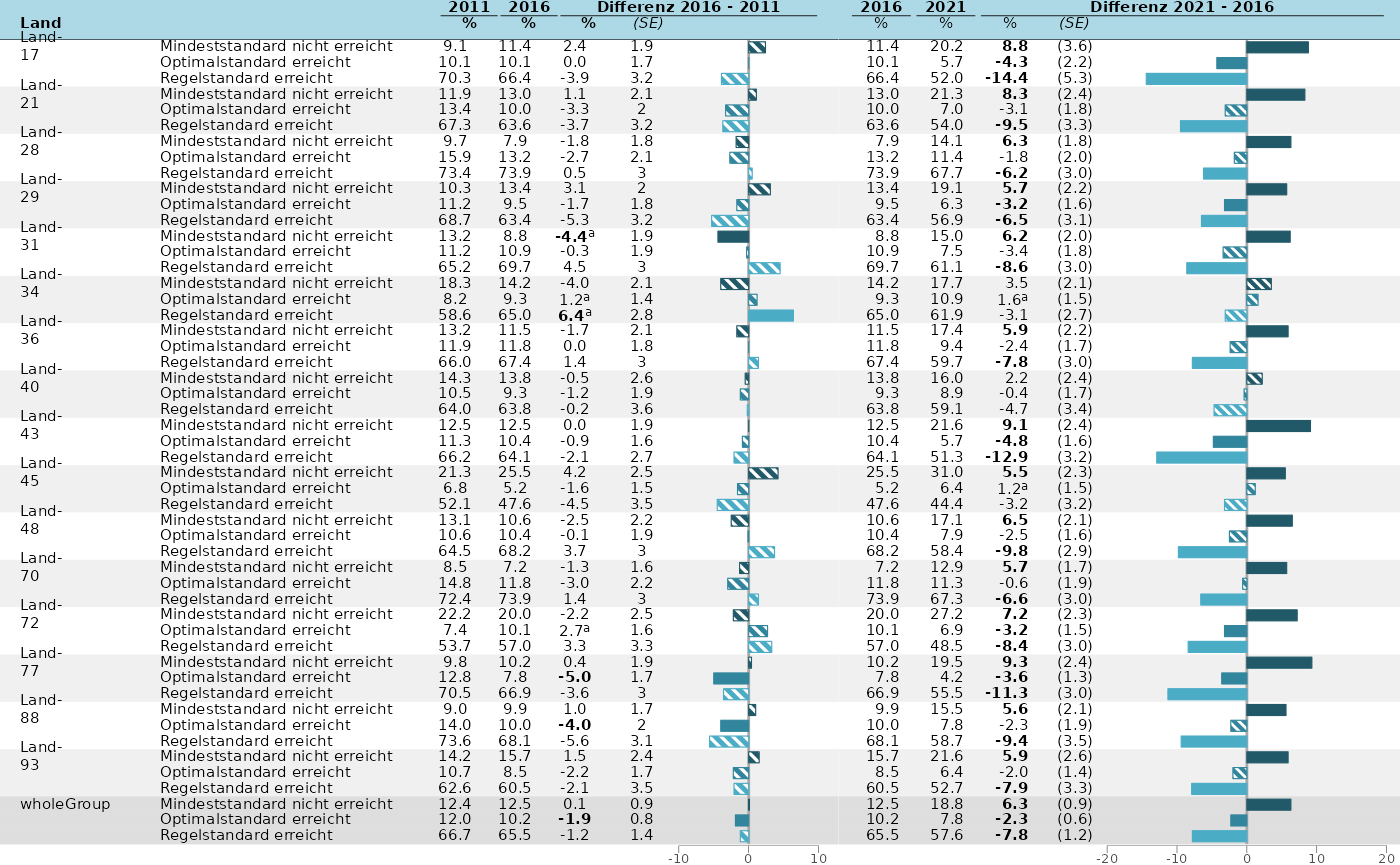 2011 2016 Differenz 2016 - 2011 2016 2021 Differenz 2021 - 2016
Land % % % (SE) % % % (SE)
Land-17 Mindeststandard nicht erreicht 9.1 11.4 2.4 1.9 11.4 20.2 8.8 (3.6)
Optimalstandard erreicht 10.1 10.1 0.0 1.7 10.1 5.7 -4.3 (2.2)
Regelstandard erreicht 70.3 66.4 -3.9 3.2 66.4 52.0 -14.4 (5.3)
Land-21 Mindeststandard nicht erreicht 11.9 13.0 1.1 2.1 13.0 21.3 8.3 (2.4)
Optimalstandard erreicht 13.4 10.0 -3.3 2 10.0 7.0 -3.1 (1.8)
Regelstandard erreicht 67.3 63.6 -3.7 3.2 63.6 54.0 -9.5 (3.3)
Land-28 Mindeststandard nicht erreicht 9.7 7.9 -1.8 1.8 7.9 14.1 6.3 (1.8)
Optimalstandard erreicht 15.9 13.2 -2.7 2.1 13.2 11.4 -1.8 (2.0)
Regelstandard erreicht 73.4 73.9 0.5 3 73.9 67.7 -6.2 (3.0)
Land-29 Mindeststandard nicht erreicht 10.3 13.4 3.1 2 13.4 19.1 5.7 (2.2)
Optimalstandard erreicht 11.2 9.5 -1.7 1.8 9.5 6.3 -3.2 (1.6)
Regelstandard erreicht 68.7 63.4 -5.3 3.2 63.4 56.9 -6.5 (3.1)
Land-31 Mindeststandard nicht erreicht 13.2 8.8 -4.4ª 1.9 8.8 15.0 6.2 (2.0)
Optimalstandard erreicht 11.2 10.9 -0.3 1.9 10.9 7.5 -3.4 (1.8)
Regelstandard erreicht 65.2 69.7 4.5 3 69.7 61.1 -8.6 (3.0)
Land-34 Mindeststandard nicht erreicht 18.3 14.2 -4.0 2.1 14.2 17.7 3.5 (2.1)
Optimalstandard erreicht 8.2 9.3 1.2ª 1.4 9.3 10.9 1.6ª (1.5)
Regelstandard erreicht 58.6 65.0 6.4ª 2.8 65.0 61.9 -3.1 (2.7)
Land-36 Mindeststandard nicht erreicht 13.2 11.5 -1.7 2.1 11.5 17.4 5.9 (2.2)
Optimalstandard erreicht 11.9 11.8 0.0 1.8 11.8 9.4 -2.4 (1.7)
Regelstandard erreicht 66.0 67.4 1.4 3 67.4 59.7 -7.8 (3.0)
Land-40 Mindeststandard nicht erreicht 14.3 13.8 -0.5 2.6 13.8 16.0 2.2 (2.4)
Optimalstandard erreicht 10.5 9.3 -1.2 1.9 9.3 8.9 -0.4 (1.7)
Regelstandard erreicht 64.0 63.8 -0.2 3.6 63.8 59.1 -4.7 (3.4)
Land-43 Mindeststandard nicht erreicht 12.5 12.5 0.0 1.9 12.5 21.6 9.1 (2.4)
Optimalstandard erreicht 11.3 10.4 -0.9 1.6 10.4 5.7 -4.8 (1.6)
Regelstandard erreicht 66.2 64.1 -2.1 2.7 64.1 51.3 -12.9 (3.2)
Land-45 Mindeststandard nicht erreicht 21.3 25.5 4.2 2.5 25.5 31.0 5.5 (2.3)
Optimalstandard erreicht 6.8 5.2 -1.6 1.5 5.2 6.4 1.2ª (1.5)
Regelstandard erreicht 52.1 47.6 -4.5 3.5 47.6 44.4 -3.2 (3.2)
Land-48 Mindeststandard nicht erreicht 13.1 10.6 -2.5 2.2 10.6 17.1 6.5 (2.1)
Optimalstandard erreicht 10.6 10.4 -0.1 1.9 10.4 7.9 -2.5 (1.6)
Regelstandard erreicht 64.5 68.2 3.7 3 68.2 58.4 -9.8 (2.9)
Land-70 Mindeststandard nicht erreicht 8.5 7.2 -1.3 1.6 7.2 12.9 5.7 (1.7)
Optimalstandard erreicht 14.8 11.8 -3.0 2.2 11.8 11.3 -0.6 (1.9)
Regelstandard erreicht 72.4 73.9 1.4 3 73.9 67.3 -6.6 (3.0)
Land-72 Mindeststandard nicht erreicht 22.2 20.0 -2.2 2.5 20.0 27.2 7.2 (2.3)
Optimalstandard erreicht 7.4 10.1 2.7ª 1.6 10.1 6.9 -3.2 (1.5)
Regelstandard erreicht 53.7 57.0 3.3 3.3 57.0 48.5 -8.4 (3.0)
Land-77 Mindeststandard nicht erreicht 9.8 10.2 0.4 1.9 10.2 19.5 9.3 (2.4)
Optimalstandard erreicht 12.8 7.8 -5.0 1.7 7.8 4.2 -3.6 (1.3)
Regelstandard erreicht 70.5 66.9 -3.6 3 66.9 55.5 -11.3 (3.0)
Land-88 Mindeststandard nicht erreicht 9.0 9.9 1.0 1.7 9.9 15.5 5.6 (2.1)
Optimalstandard erreicht 14.0 10.0 -4.0 2 10.0 7.8 -2.3 (1.9)
Regelstandard erreicht 73.6 68.1 -5.6 3.1 68.1 58.7 -9.4 (3.5)
Land-93 Mindeststandard nicht erreicht 14.2 15.7 1.5 2.4 15.7 21.6 5.9 (2.6)
Optimalstandard erreicht 10.7 8.5 -2.2 1.7 8.5 6.4 -2.0 (1.4)
Regelstandard erreicht 62.6 60.5 -2.1 3.5 60.5 52.7 -7.9 (3.3)
wholeGroup Mindeststandard nicht erreicht 12.4 12.5 0.1 0.9 12.5 18.8 6.3 (0.9)
Optimalstandard erreicht 12.0 10.2 -1.9 0.8 10.2 7.8 -2.3 (0.6)
Regelstandard erreicht 66.7 65.5 -1.2 1.4 65.5 57.6 -7.8 (1.2)
-10 0 10 -20 -10 0 10 20